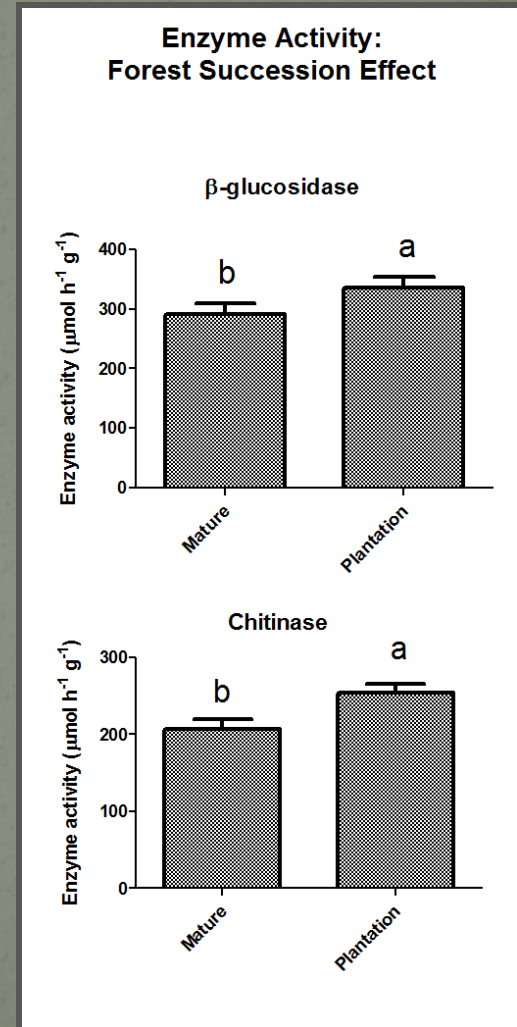 Enzyme Activity:
Forest Succession Effect
β-glucosidase
Enzyme activity (μmol h⁻¹ g⁻¹)
400
300
200
100
0
b
a
Mature
Plantation
Chitinase
Enzyme activity (μmol h⁻¹ g⁻¹)
300
200
100
0
b
a
Mature
Plantation